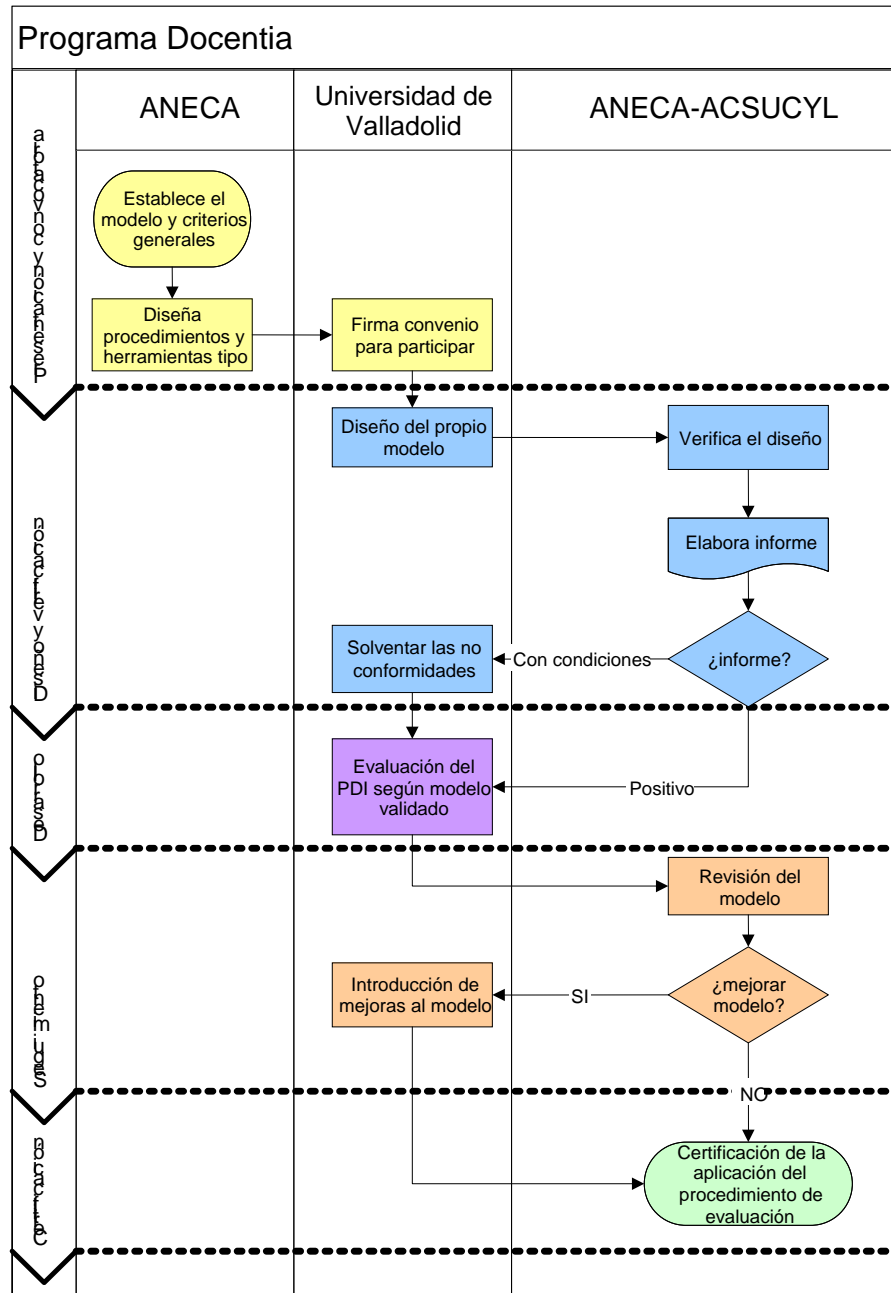 Programa Docentia
ANECA
Universidad de
Valladolid
ANECA-ACSUCYL
Establece el
modelo y criterios
generales
Diseña
procedimientos y
herramientas tipo
Firma convenio
para participar
Diseño del propio
modelo
Verifica el diseño
Elabora informe
Solventar las no
conformidades
Con condiciones
¿informe?
Evaluación del
PDI según modelo
validado
Positivo
Revisión del
modelo
Introducción de
mejoras al modelo
SI
¿mejorar
modelo?
NO
Certificación de la
aplicación del
procedimiento de
evaluación